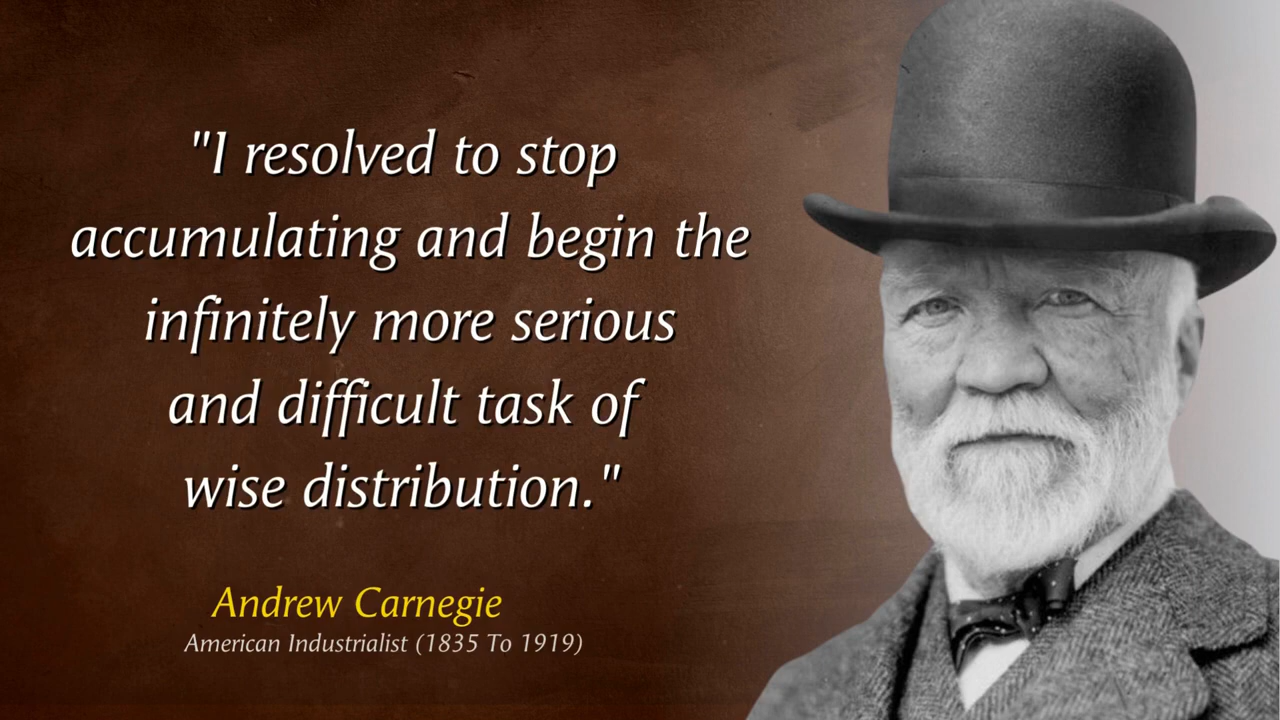 "I resolved to stop
accumulating and begin the
infinitely more serious
and difficult task of
wise distribution."
Andrew Carnegie
American Industrialist (1835 To 1919)